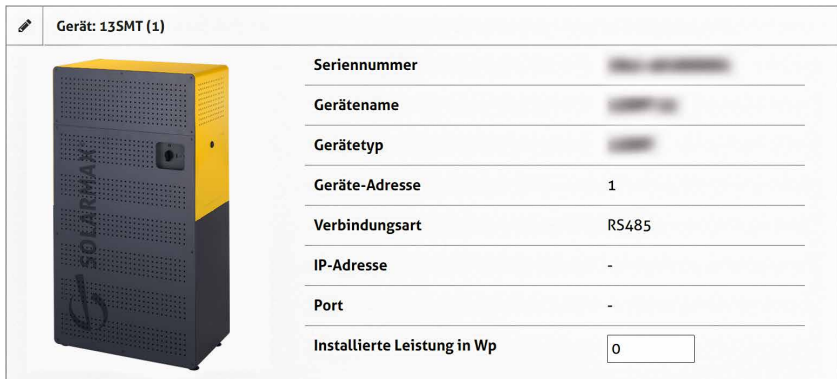 Gerät: 13SMT (1)
SOLARMAX
Seriennummer
Gerätename
Gerätetyp
Geräte-Adresse 1
Verbindungsart RS485
IP-Adresse -
Port -
Installierte Leistung in Wp 0